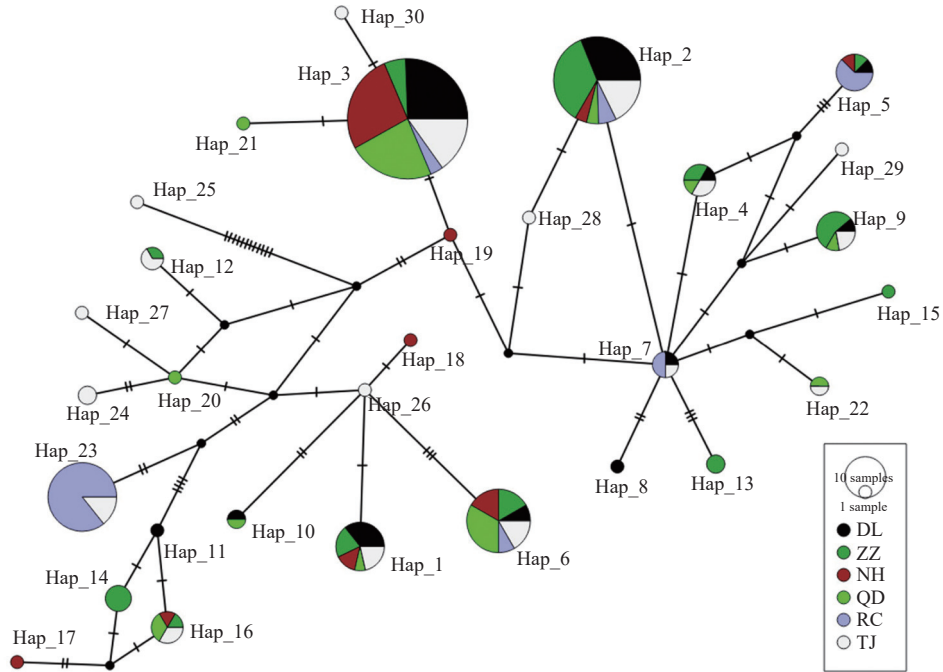 Hap_30
Hap_3
Hap_2
Hap_5
Hap_21
Hap_29
Hap_4
Hap_25
Hap_9
Hap_28
Hap_12
Hap_19
Hap_15
Hap_27
Hap_7
Hap_18
Hap_24
Hap_20
Hap_26
Hap_22
Hap_23
Hap_8
Hap_13
10 samples
1 sample
Hap_10
Hap_11
Hap_1
Hap_6
Hap_14
Hap_16
Hap_17
DL
ZZ
NH
QD
RC
TJ